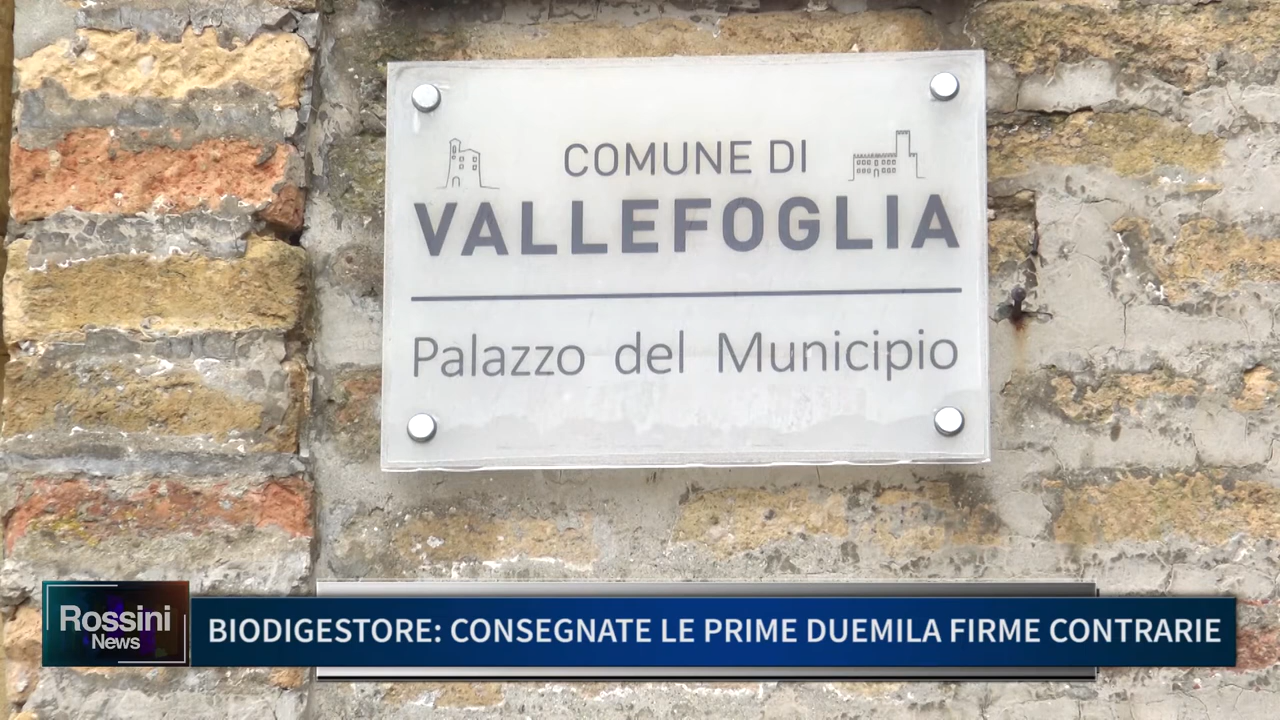 COMUNE DI
VALLEFOGLIA
Palazzo del Municipio
Rossini
News
BIODIGESTORE: CONSEGNATE LE PRIME DUEMILA FIRME CONTRARIE